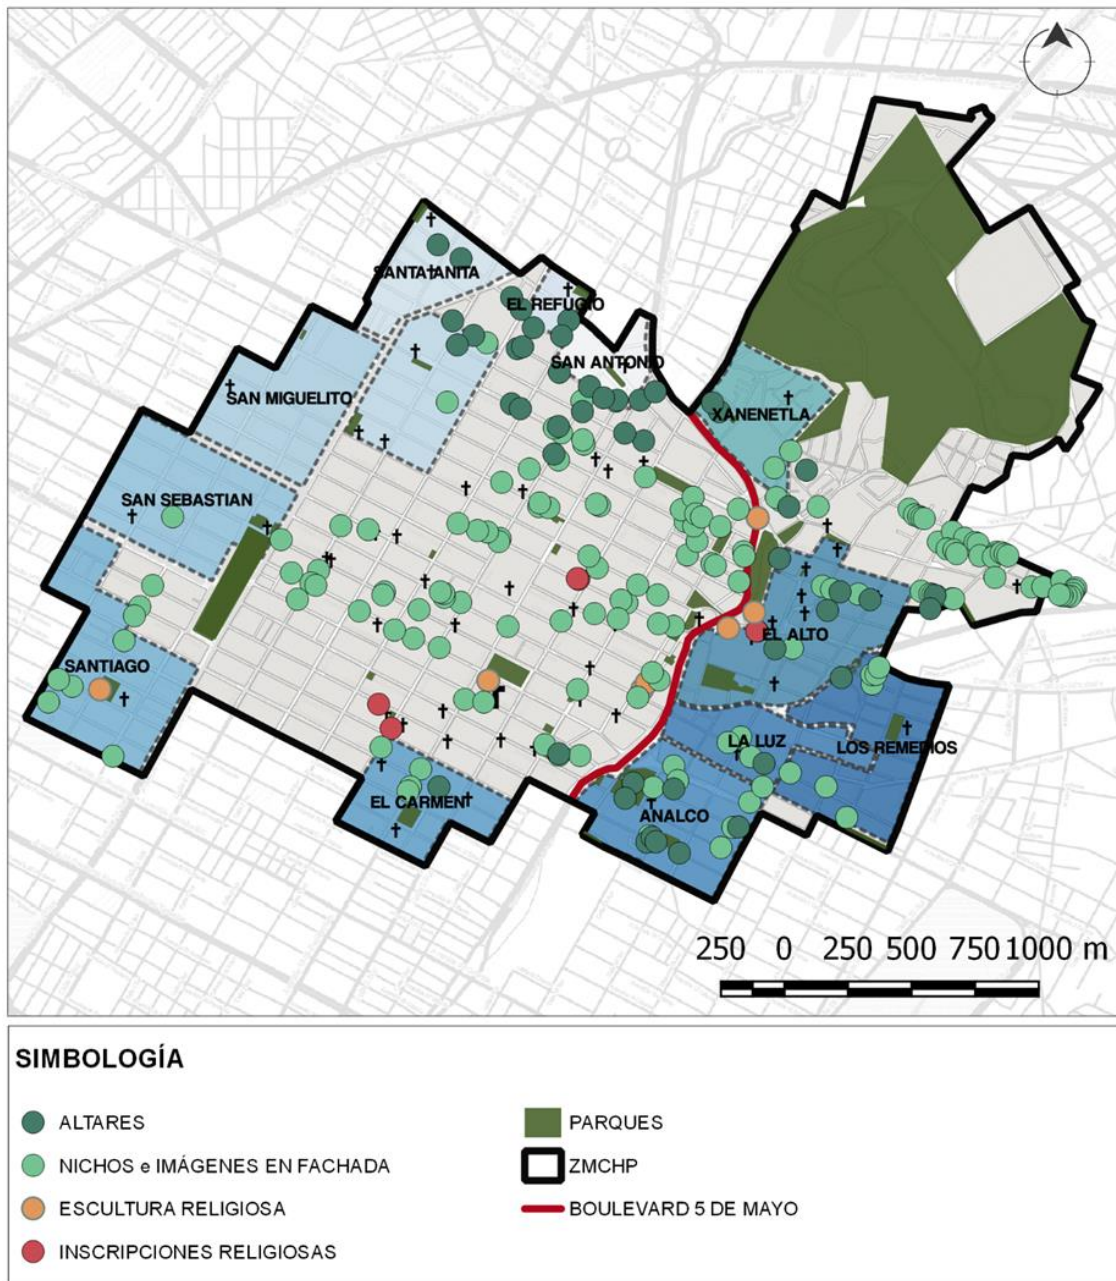 SANTA ANITA
EL REFUGIO
SAN ANTONIO
SAN MIGUELITO
XANENETLA
SAN SEBASTIAN
EL ALTO
SANTIAGO
LA LUZ
LOS REMEDIOS
EL CARMEN
ANALCO
250 0 250 500 750 1000 m
SIMBOLOGÍA
ALTARES
NICHOS e IMÁGENES EN FACHADA
ESCULTURA RELIGIOSA
INSCRIPCIONES RELIGIOSAS
PARQUES
ZMCHP
BOULEVARD 5 DE MAYO